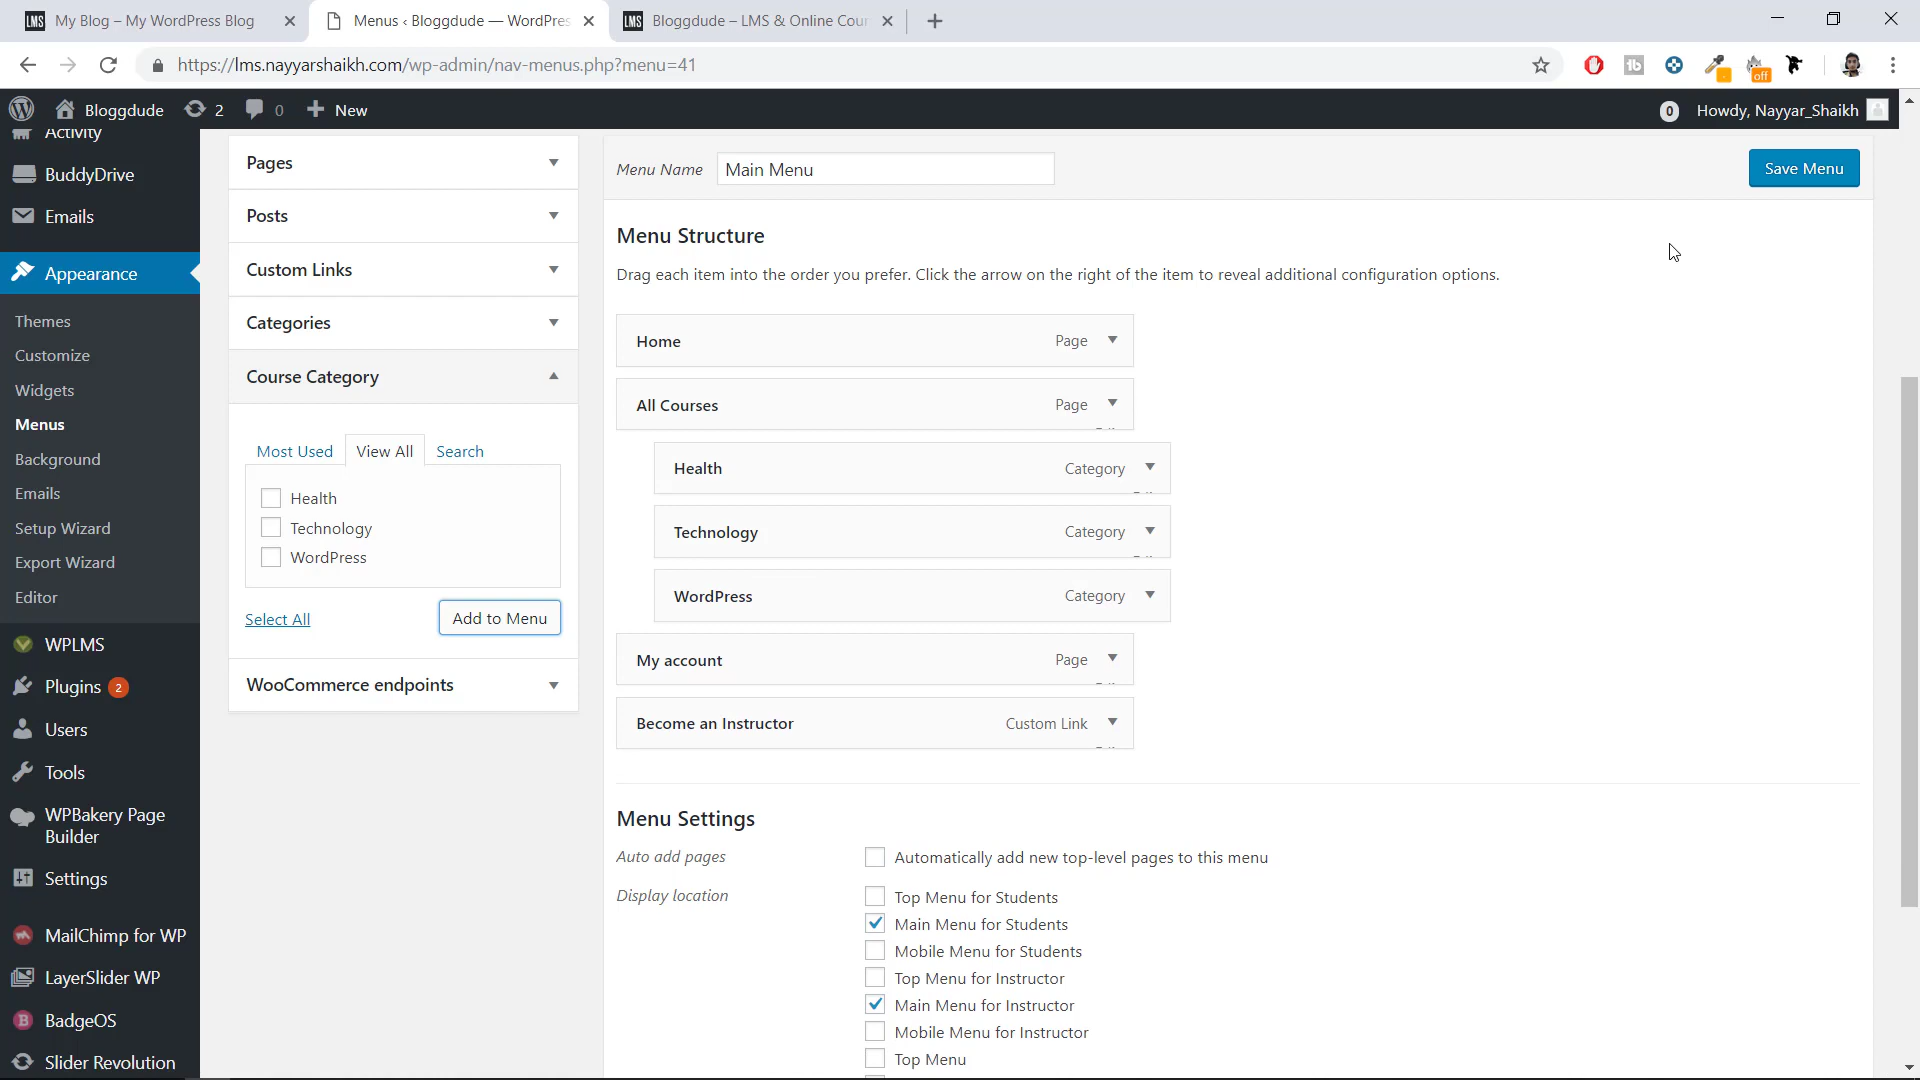 LMS My Blog – My WordPress Blog
Menus ‹ Bloggdude — WordPres
LMS Bloggdude – LMS & Online Cour
https://lms.nayyarshaikh.com/wp-admin/nav-menus.php?menu=41
off
Bloggdude 2 0 New
0 Howdy, Nayyar_Shaikh
Activity
BuddyDrive
Emails
Appearance
Themes
Customize
Widgets
Menus
Background
Emails
Setup Wizard
Export Wizard
Editor
WPLMS
Plugins 2
Users
Tools
WPBakery Page
Builder
Settings
MailChimp for WP
LayerSlider WP
BadgeOS
Slider Revolution
Pages
Posts
Custom Links
Categories
Course Category
Most Used View All Search
Health
Technology
WordPress
Select All Add to Menu
WooCommerce endpoints
Menu Name Main Menu Save Menu
Menu Structure
Drag each item into the order you prefer. Click the arrow on the right of the item to reveal additional configuration options.
Home Page
All Courses Page
Health Category
Technology Category
WordPress Category
My account Page
Become an Instructor Custom Link
Menu Settings
Auto add pages Automatically add new top-level pages to this menu
Display location Top Menu for Students
Main Menu for Students
Mobile Menu for Students
Top Menu for Instructor
Main Menu for Instructor
Mobile Menu for Instructor
Top Menu